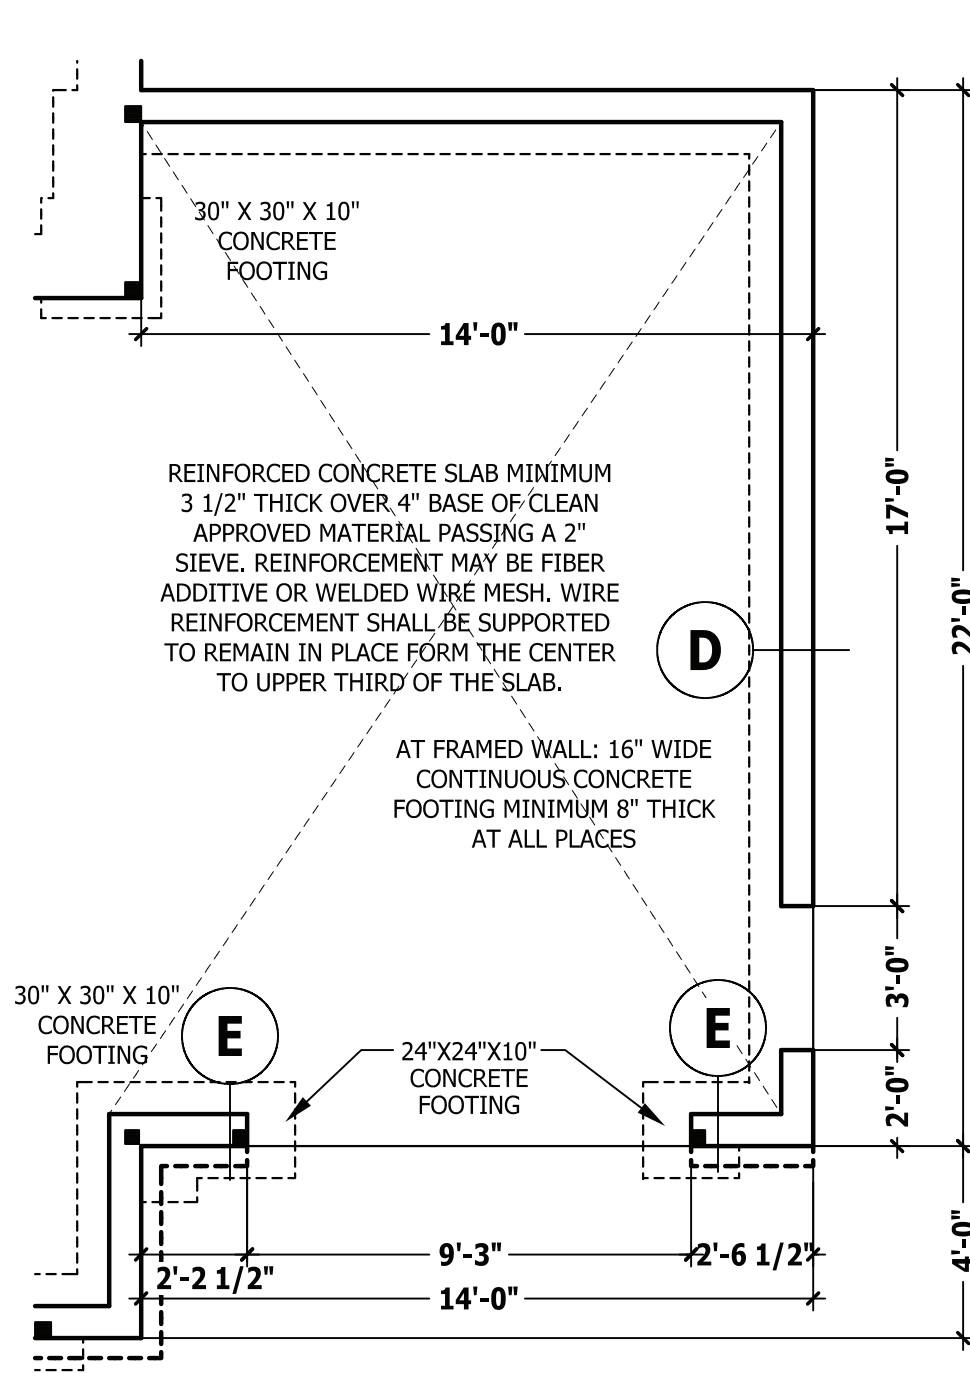 30" X 30" X 10"
CONCRETE
FOOTING
14'-0"
REINFORCED CONCRETE SLAB MINIMUM
3 1/2" THICK OVER 4" BASE OF CLEAN
APPROVED MATERIAL PASSING A 2"
SIEVE. REINFORCEMENT MAY BE FIBER
ADDITIVE OR WELDED WIRE MESH. WIRE
REINFORCEMENT SHALL BE SUPPORTED
TO REMAIN IN PLACE FORM THE CENTER
TO UPPER THIRD OF THE SLAB.
17'-0"
22'-0"
D
AT FRAMED WALL: 16" WIDE
CONTINUOUS CONCRETE
FOOTING MINIMUM 8" THICK
AT ALL PLACES
30" X 30" X 10"
CONCRETE
FOOTING
E
24"X24"X10"
CONCRETE
FOOTING
E
3'-0"
2'-0"
9'-3"
2'-6 1/2"
2'-2 1/2"
14'-0"
4'-0"